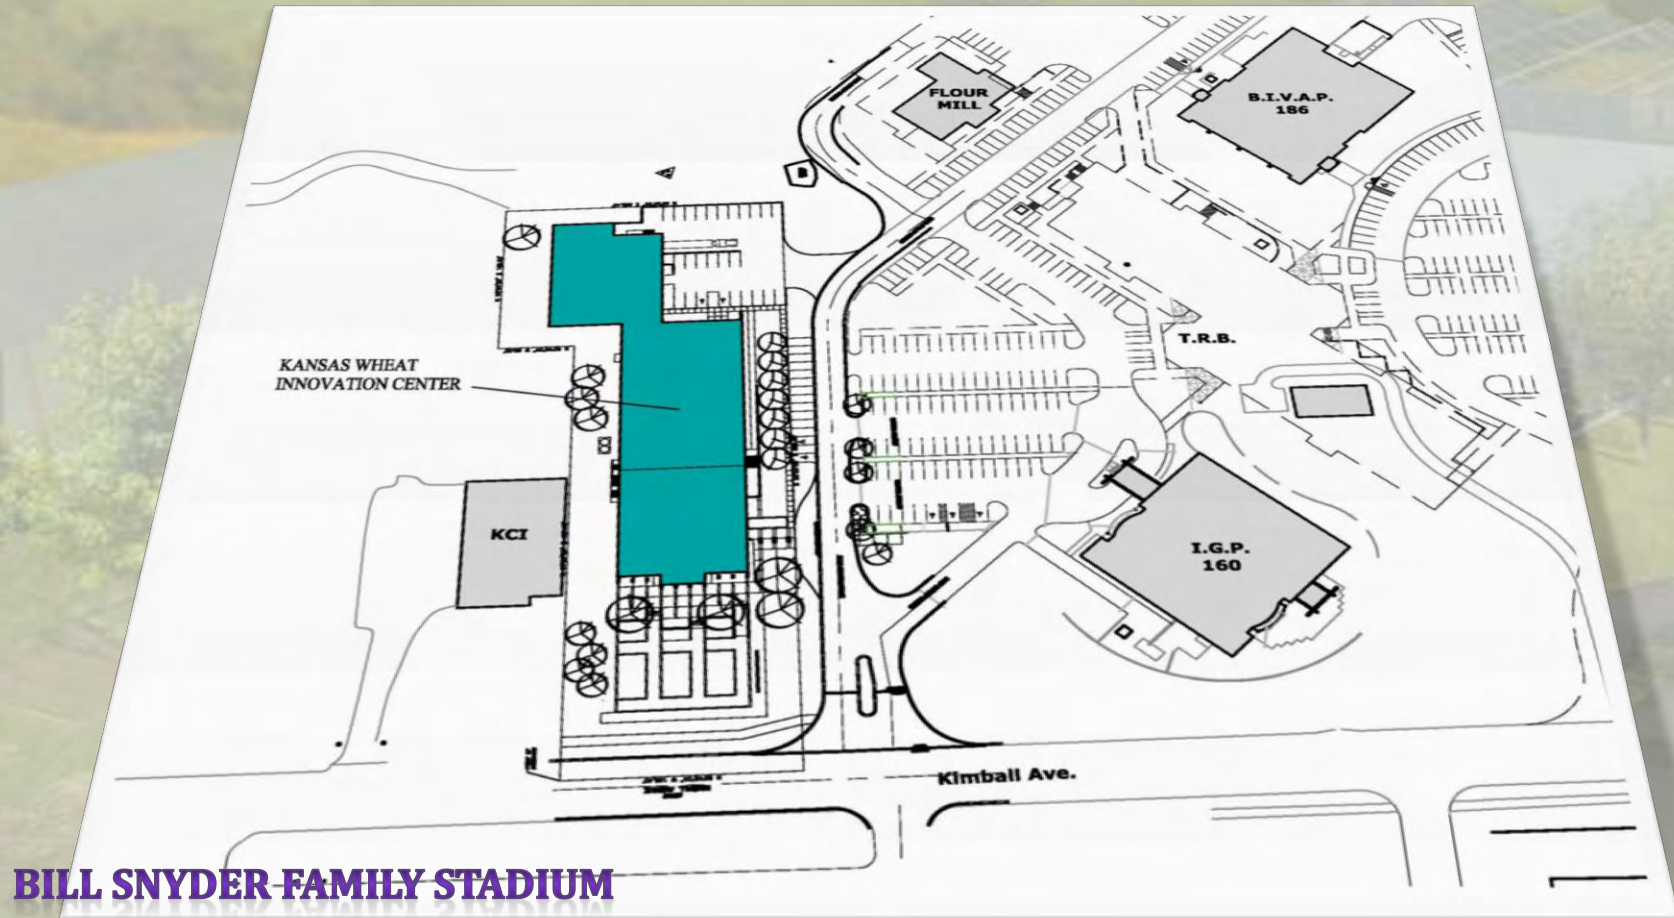 FLOUR
MILL
B.I.V.A.P.
186
KANSAS WHEAT
INNOVATION CENTER
T.R.B.
KCI
I.G.P.
160
Kimball Ave.
BILL SNYDER FAMILY STADIUM